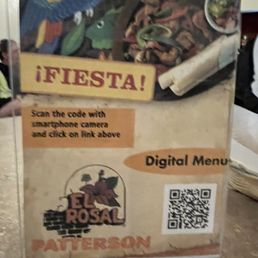 ¡FIESTA!
Scan the code with
smartphone camera
and click on link above
Digital Menu
EL
ROSAL
PATTERSON